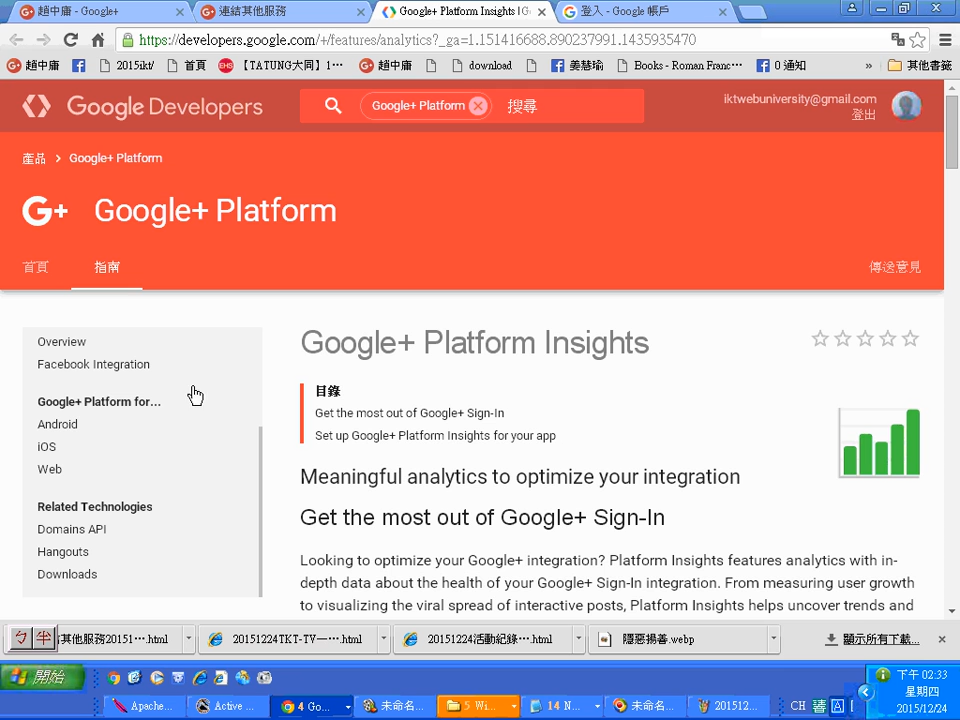 趙中庸 - Google+
連結其他服務
Google+ Platform Insights | G
登入 - Google 帳戶
https://developers.google.com/+/features/analytics?_ga=1.151416688.890237991.1435935470
趙中庸
2015ikt/
首頁
【TATUNG大同】1…
趙中庸
download
姜慧瑜
Books - Roman Franc…
0 通知
»
其他書籤
Google Developers
Google+ Platform
搜尋
iktwebuniversity@gmail.com
登出
產品 > Google+ Platform
G+ Google+ Platform
首頁
指南
傳送意見
Overview
Facebook Integration
Google+ Platform for...
Android
iOS
Web
Related Technologies
Domains API
Hangouts
Downloads
Google+ Platform Insights
目錄
Get the most out of Google+ Sign-In
Set up Google+ Platform Insights for your app
Meaningful analytics to optimize your integration
Get the most out of Google+ Sign-In
Looking to optimize your Google+ integration? Platform Insights features analytics with in-
depth data about the health of your Google+ Sign-In integration. From measuring user growth
to visualizing the viral spread of interactive posts, Platform Insights helps uncover trends and
ㄅ 半
其他服務20151….html
20151224TKT-TV一….html
20151224活動紀錄….html
隱惡揚善.webp
顯示所有下載...
開始
Apache...
Active ...
4 Go...
未命名...
5 Wi...
14 N...
未命名...
201512...
CH
下午 02:33
星期四
2015/12/24